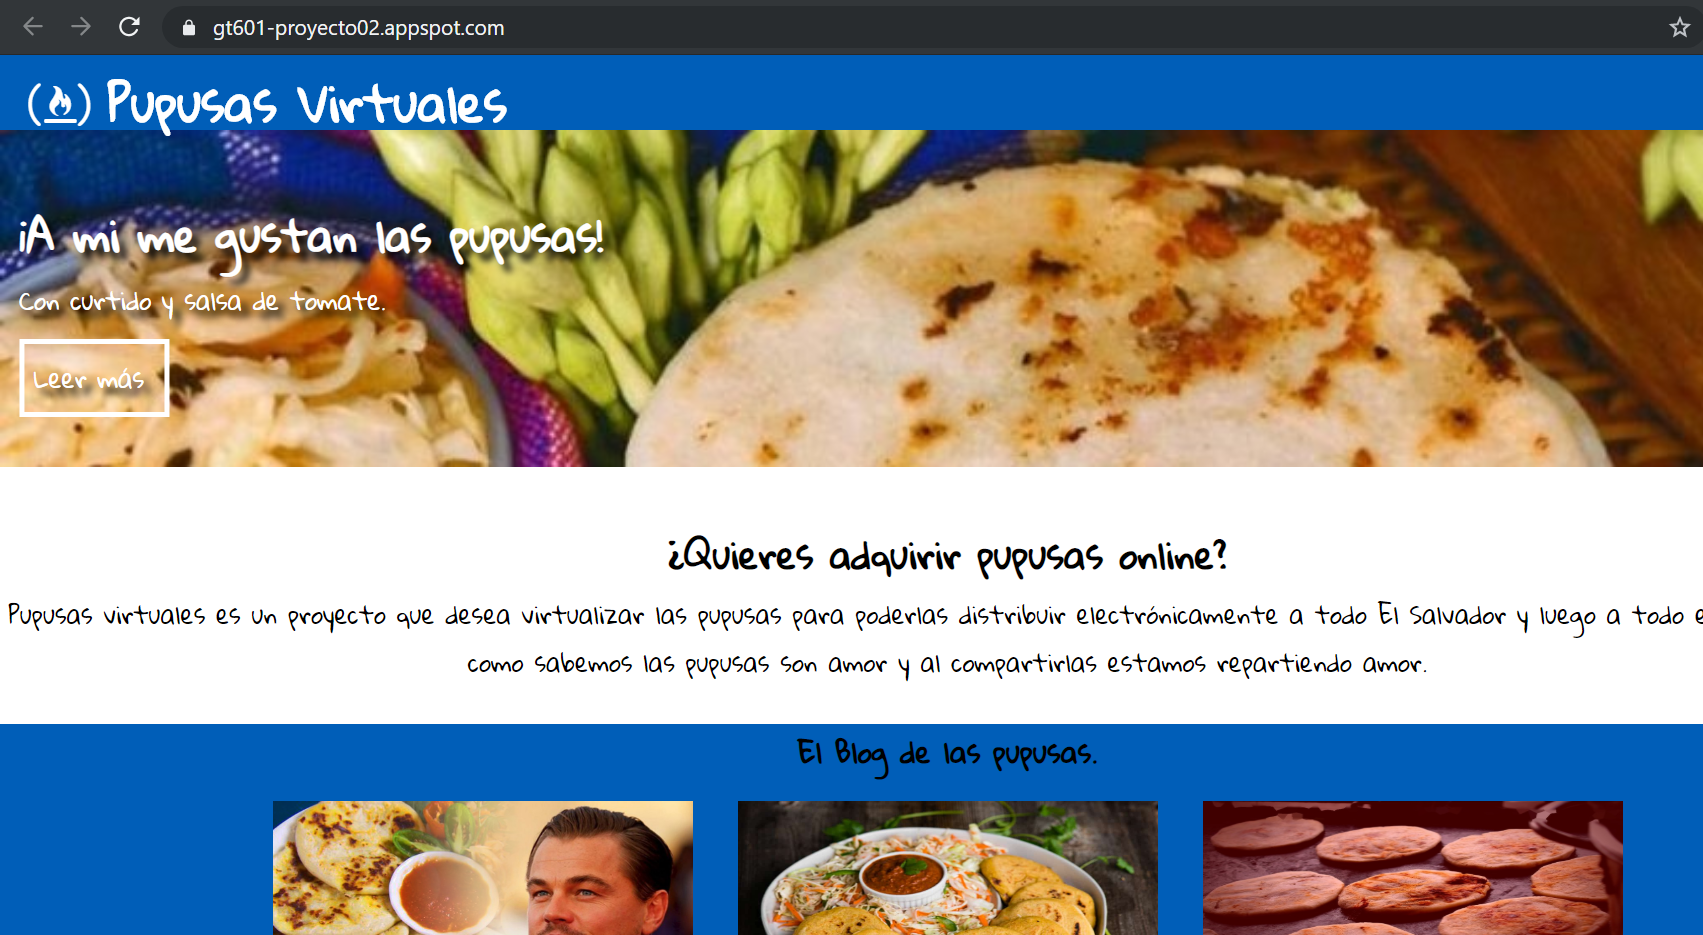 gt601-proyecto02.appspot.com
Pupusas Virtuales
¡A mi me gustan las pupusas!
Con curtido y salsa de tomate.
Leer más
¿Quieres adquirir pupusas online?
Pupusas virtuales es un proyecto que desea virtualizar las pupusas para poderlas distribuir electrónicamente a todo El Salvador y luego a todo
como sabemos las pupusas son amor y al compartirlas estamos repartiendo amor.
El Blog de las pupusas.